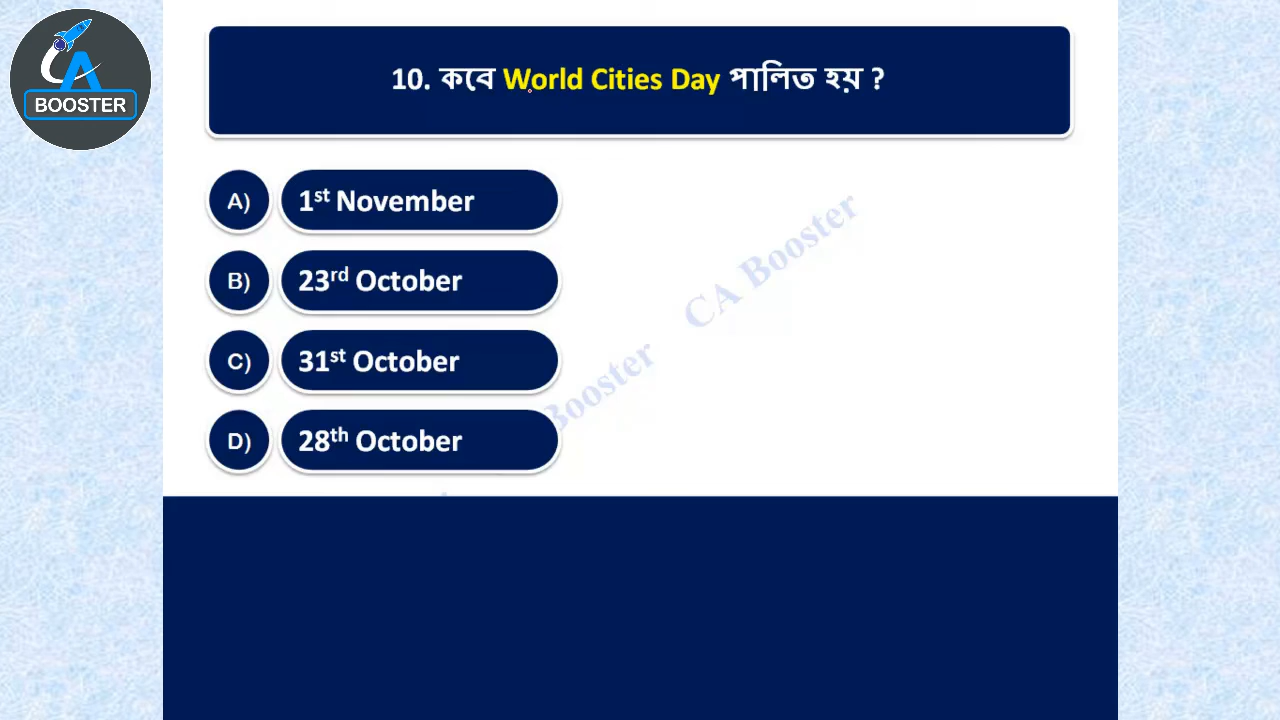 BOOSTER
10. কবে World Cities Day পালিত হয় ?
A) 1st November
B) 23rd October
C) 31st October
D) 28th October
CA Booster
Booster